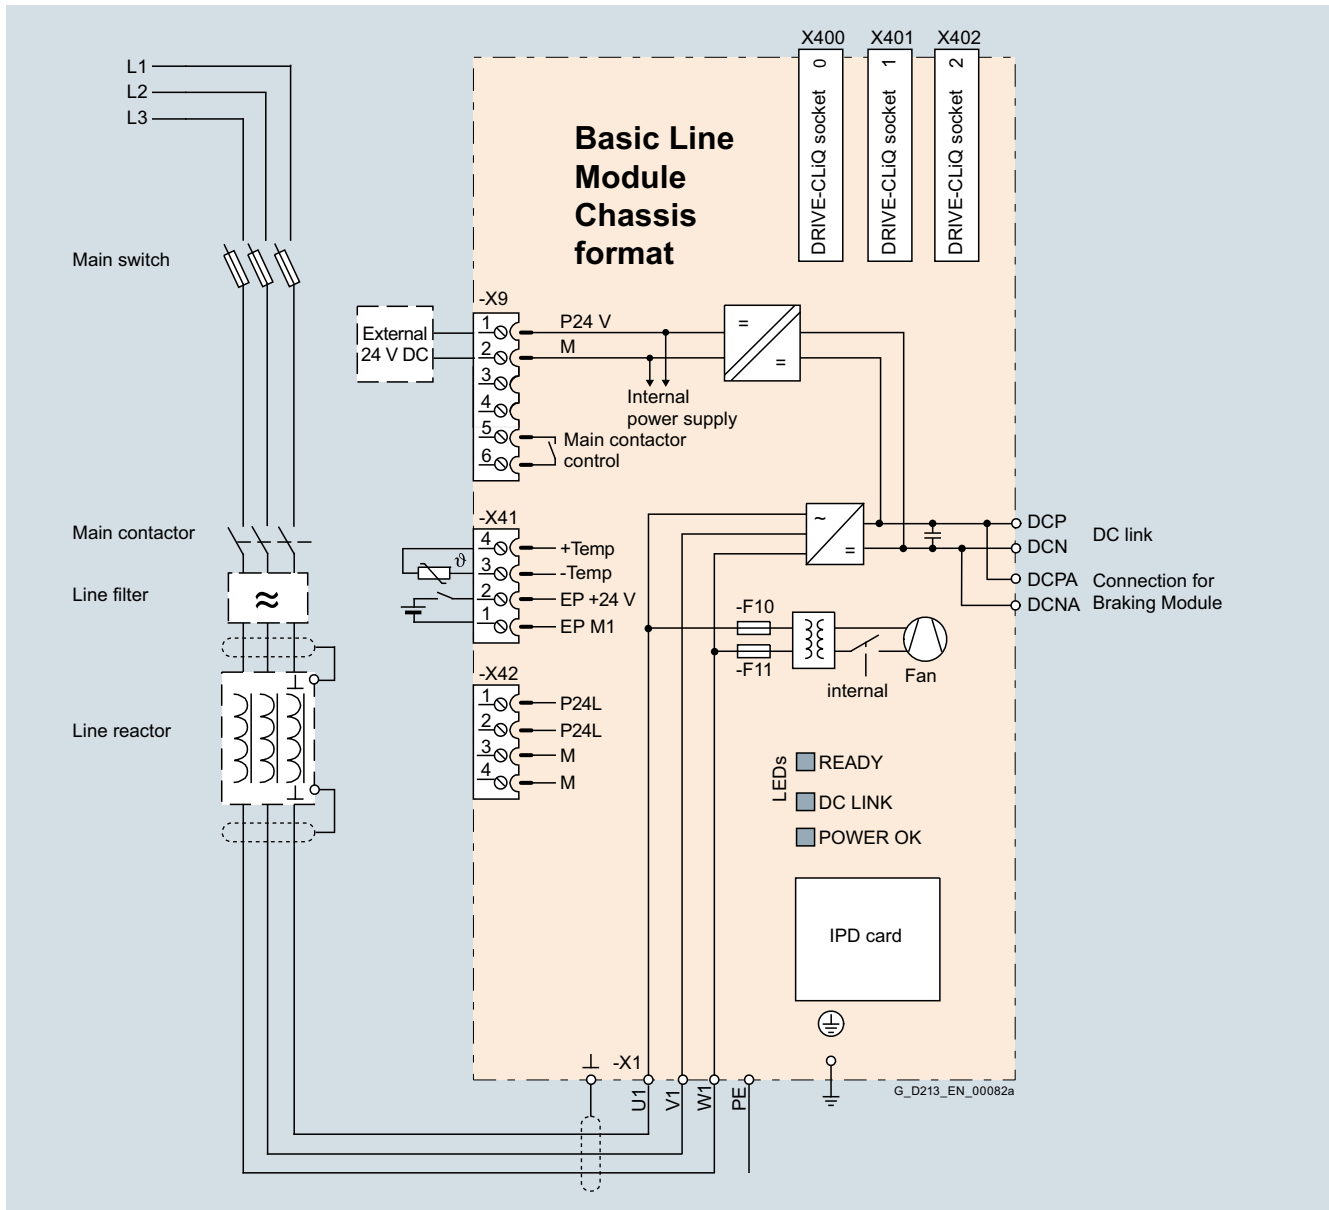 X400 X401 X402
L1
L2
L3
0 1 2
DRIVE-CLiQ socket
DRIVE-CLiQ socket
DRIVE-CLiQ socket
Basic Line
Module
Chassis
format
Main switch
-X9
External
24 V DC
1 P24 V
2 M
3
4
5
6
=
=
Internal
power supply
Main contactor
control
Main contactor
Line filter
≈
Line reactor
-X41
ϑ
4 +Temp
3 -Temp
2 EP +24 V
1 EP M1
~
=
DCP
DCN
DC link
DCPA
DCNA
Connection for
Braking Module
-F10
-F11
internal
Fan
-X42
1 P24L
2 P24L
3 M
4 M
LEDs
READY
DC LINK
POWER OK
IPD card
-X1
U1
V1
W1
PE
G_D213_EN_00082a